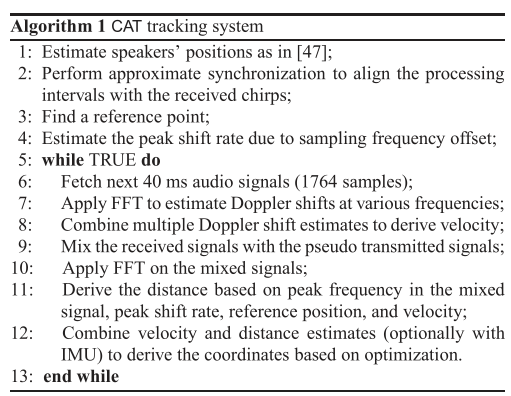 Algorithm 1 CAT tracking system
1: Estimate speakers' positions as in [47];
2: Perform approximate synchronization to align the processing
intervals with the received chirps;
3: Find a reference point;
4: Estimate the peak shift rate due to sampling frequency offset;
5: while TRUE do
6: Fetch next 40 ms audio signals (1764 samples);
7: Apply FFT to estimate Doppler shifts at various frequencies;
8: Combine multiple Doppler shift estimates to derive velocity;
9: Mix the received signals with the pseudo transmitted signals;
10: Apply FFT on the mixed signals;
11: Derive the distance based on peak frequency in the mixed
signal, peak shift rate, reference position, and velocity;
12: Combine velocity and distance estimates (optionally with
IMU) to derive the coordinates based on optimization.
13: end while